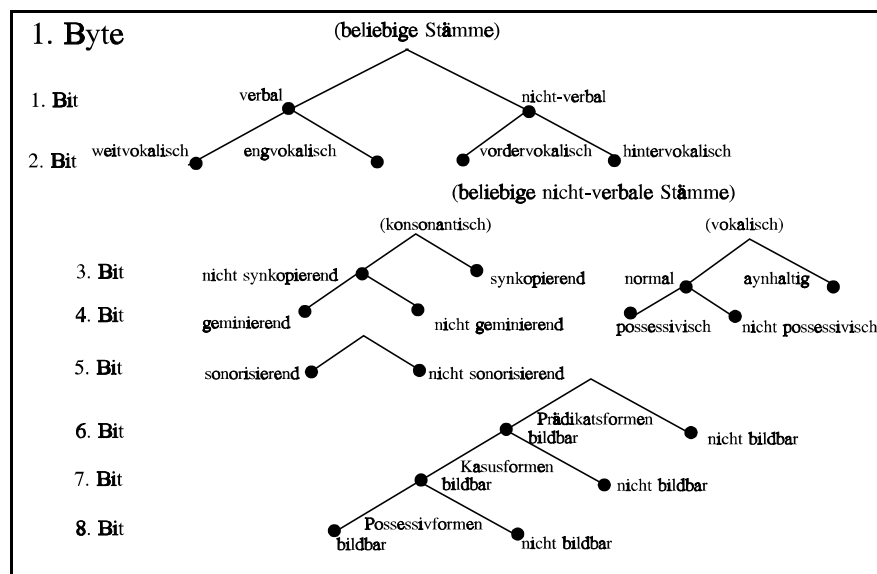 1. Byte
(beliebige Stämme)
1. Bit
verbal
nicht-verbal
2. Bit
weitvokalisch
engvokalisch
vordervokalisch
hintervokalisch
(beliebige nicht-verbale Stämme)
(konsonantisch)
(vokalisch)
3. Bit
nicht synkopierend
synkopierend
normal
aynhaltig
4. Bit
geminierend
nicht geminierend
possessivisch
nicht possessivisch
5. Bit
sonorisierend
nicht sonorisierend
6. Bit
Prädikatsformen
bildbar
nicht bildbar
7. Bit
Kasusformen
bildbar
nicht bildbar
8. Bit
Possessivformen
bildbar
nicht bildbar